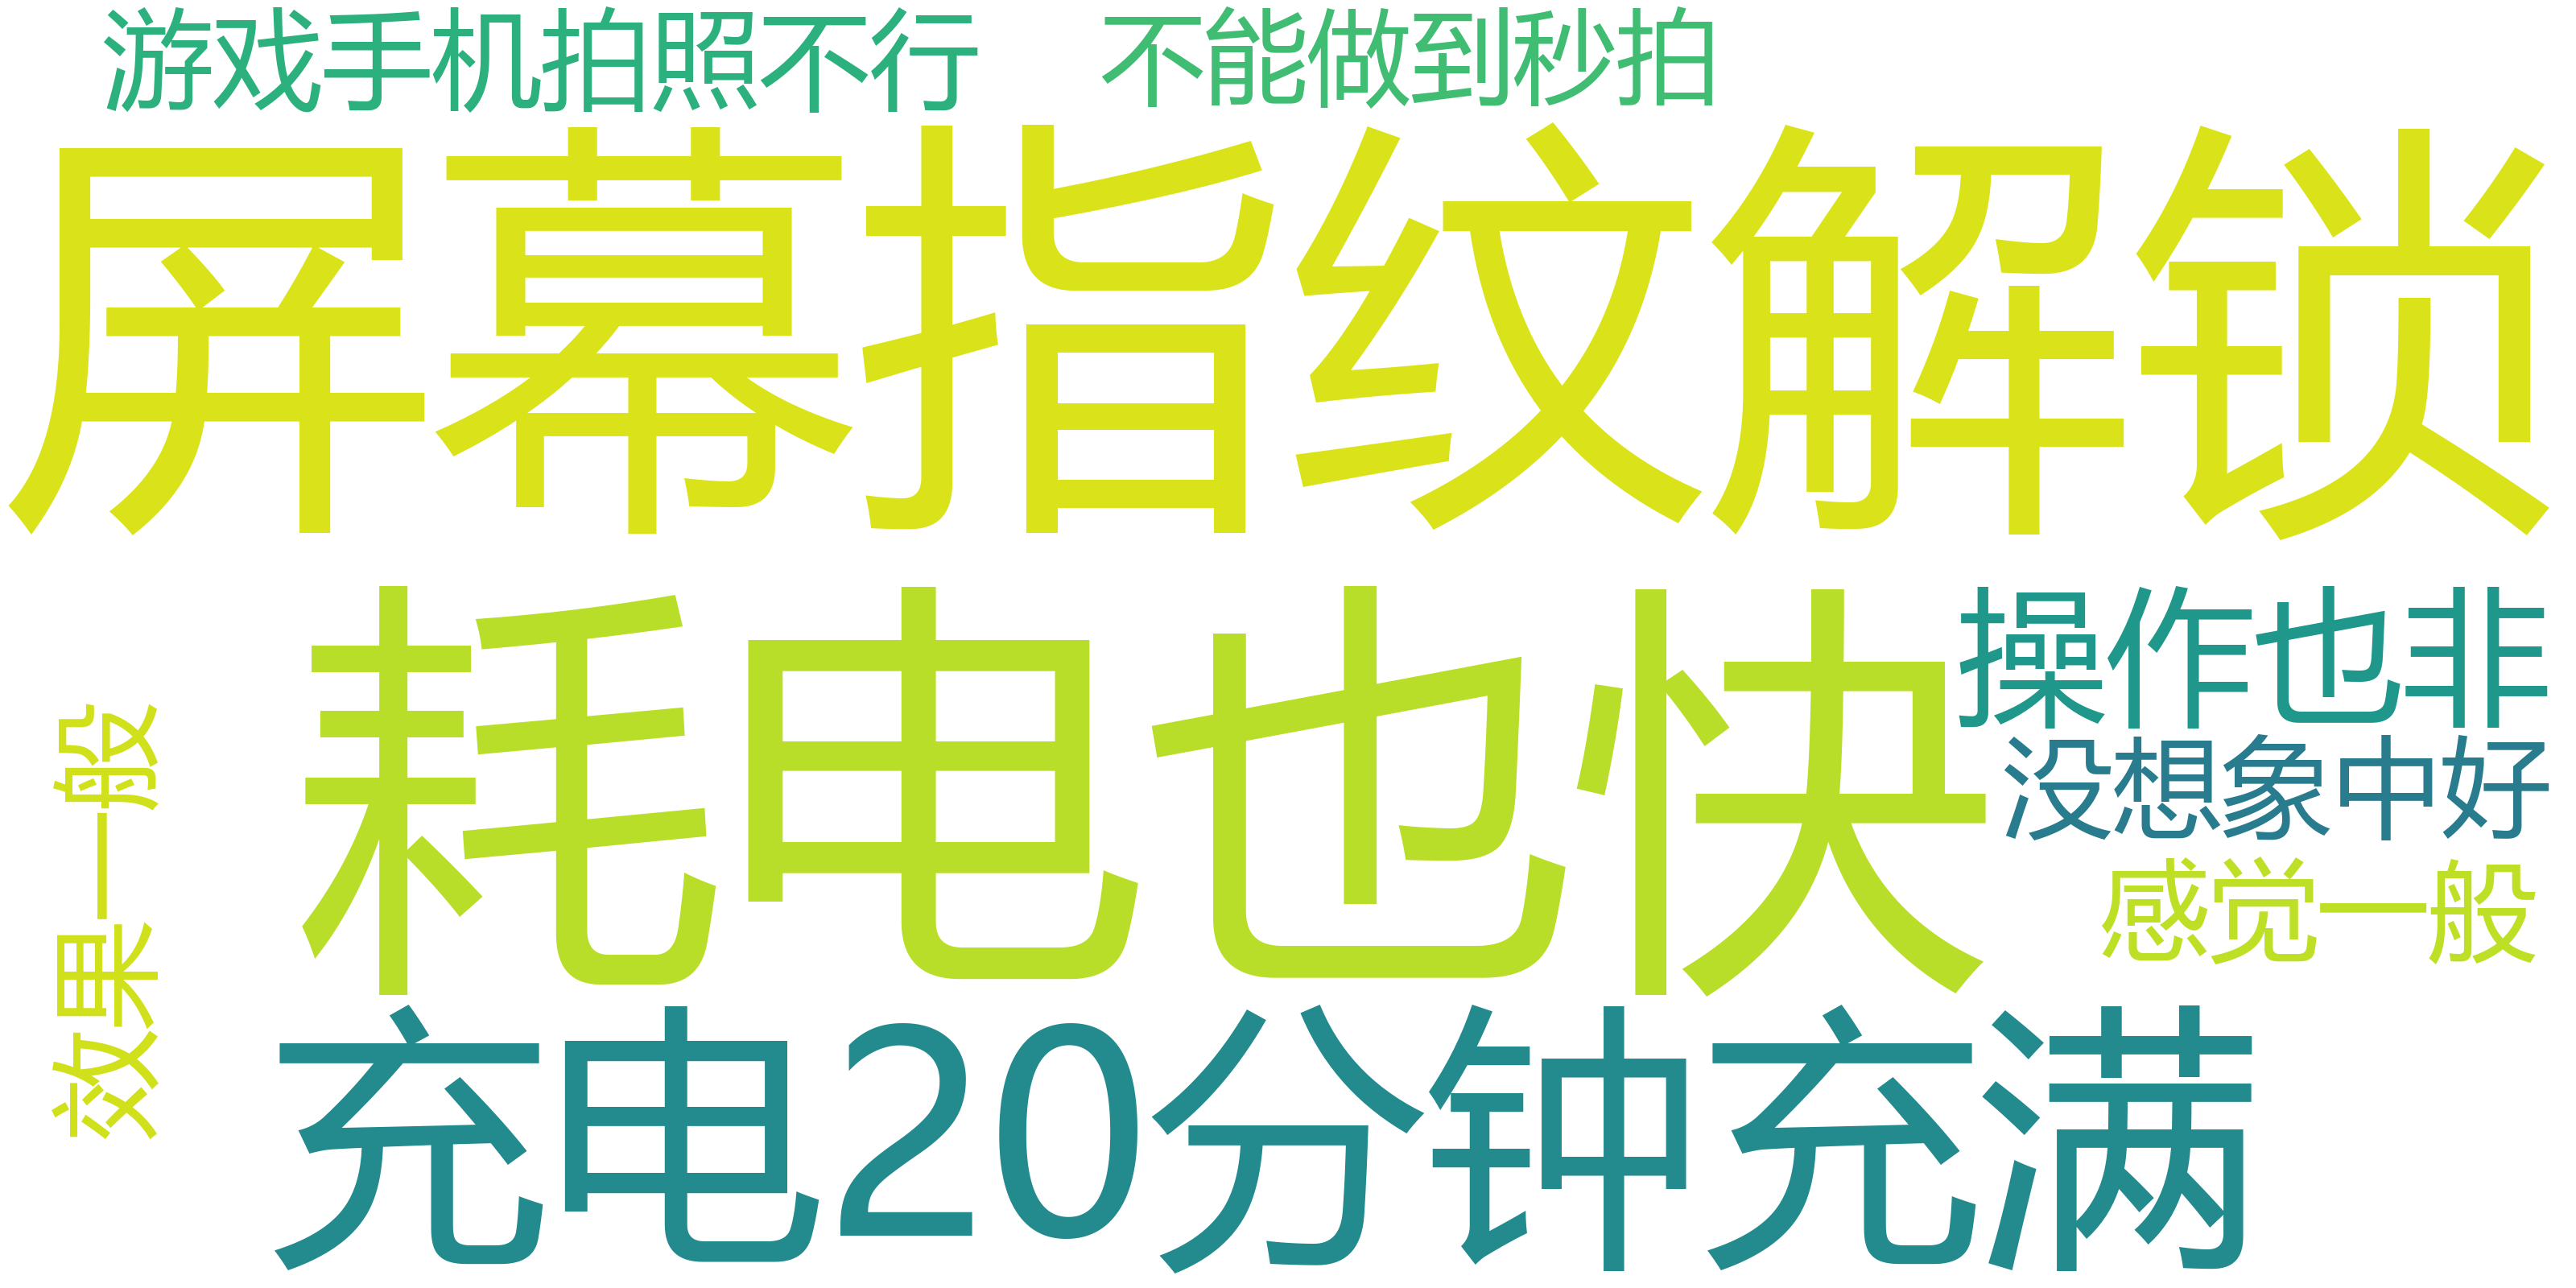 游戏手机拍照不行
不能做到秒拍
屏幕指纹解锁
耗电也快
操作也非
没想象中好
感觉一般
效果一般
充电20分钟充满